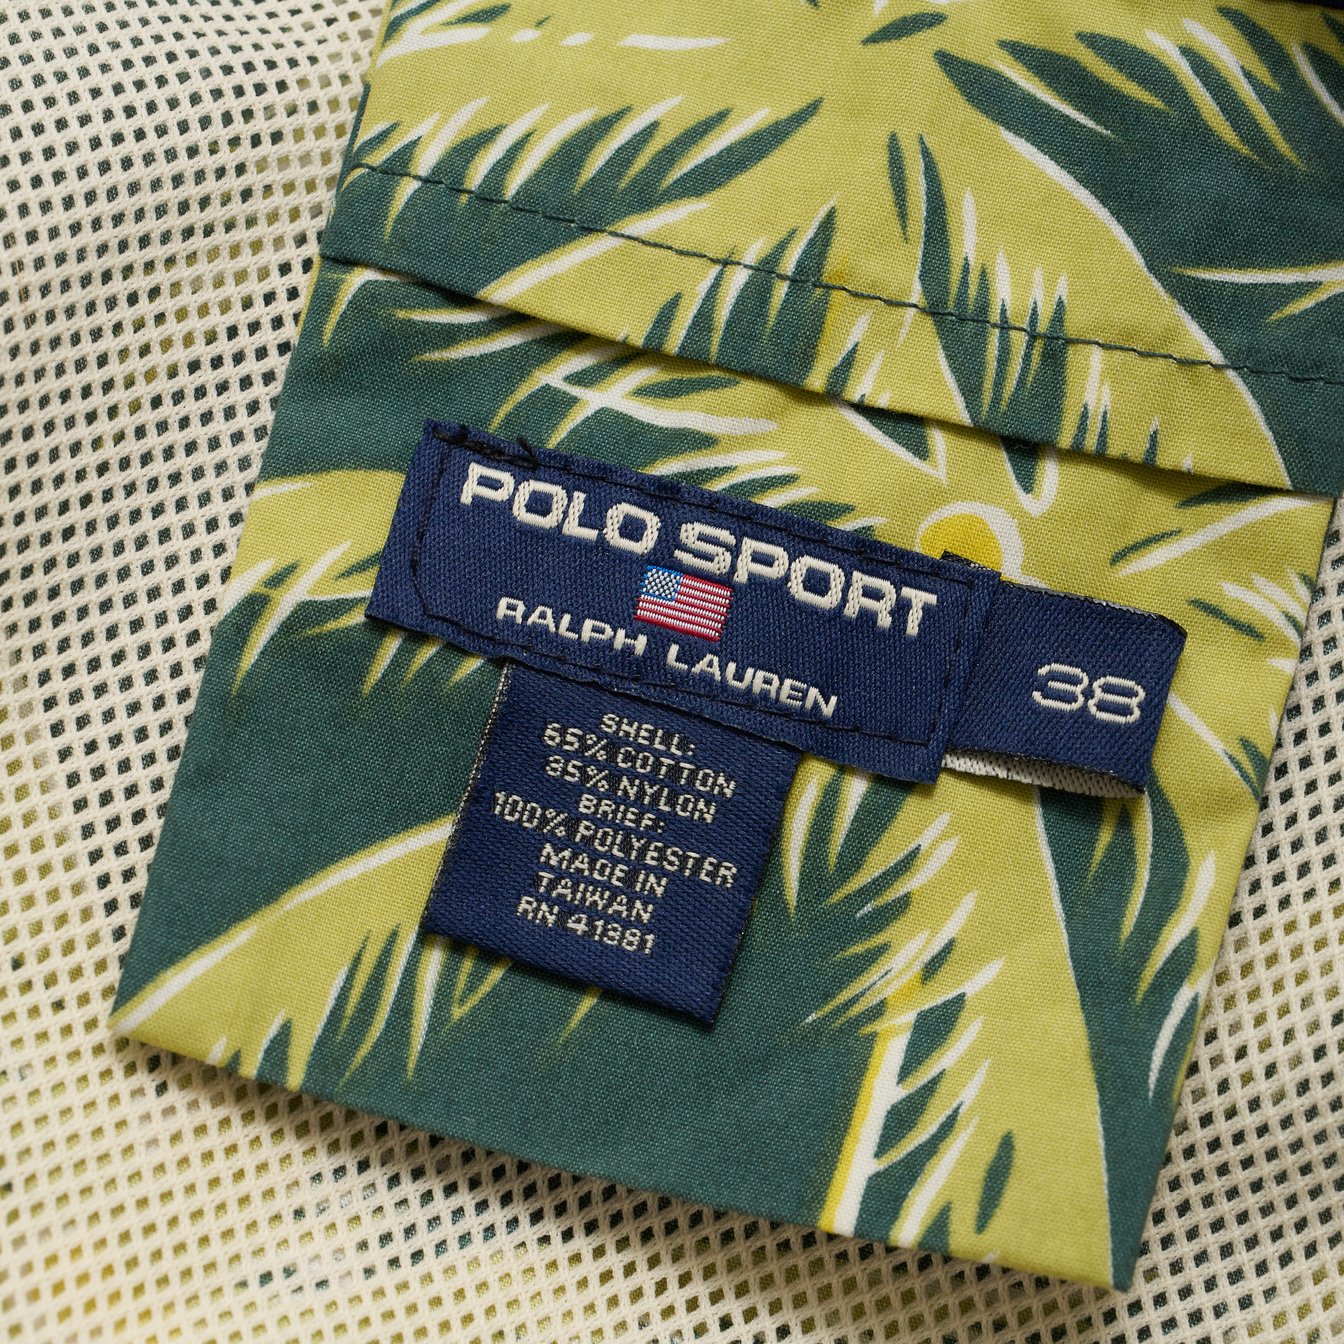 POLO SPORT
RALPH LAUREN
38
SHELL:
65% COTTON
35% NYLON
BRIEF:
100% POLYESTER
MADE IN
TAIWAN
RN 41381